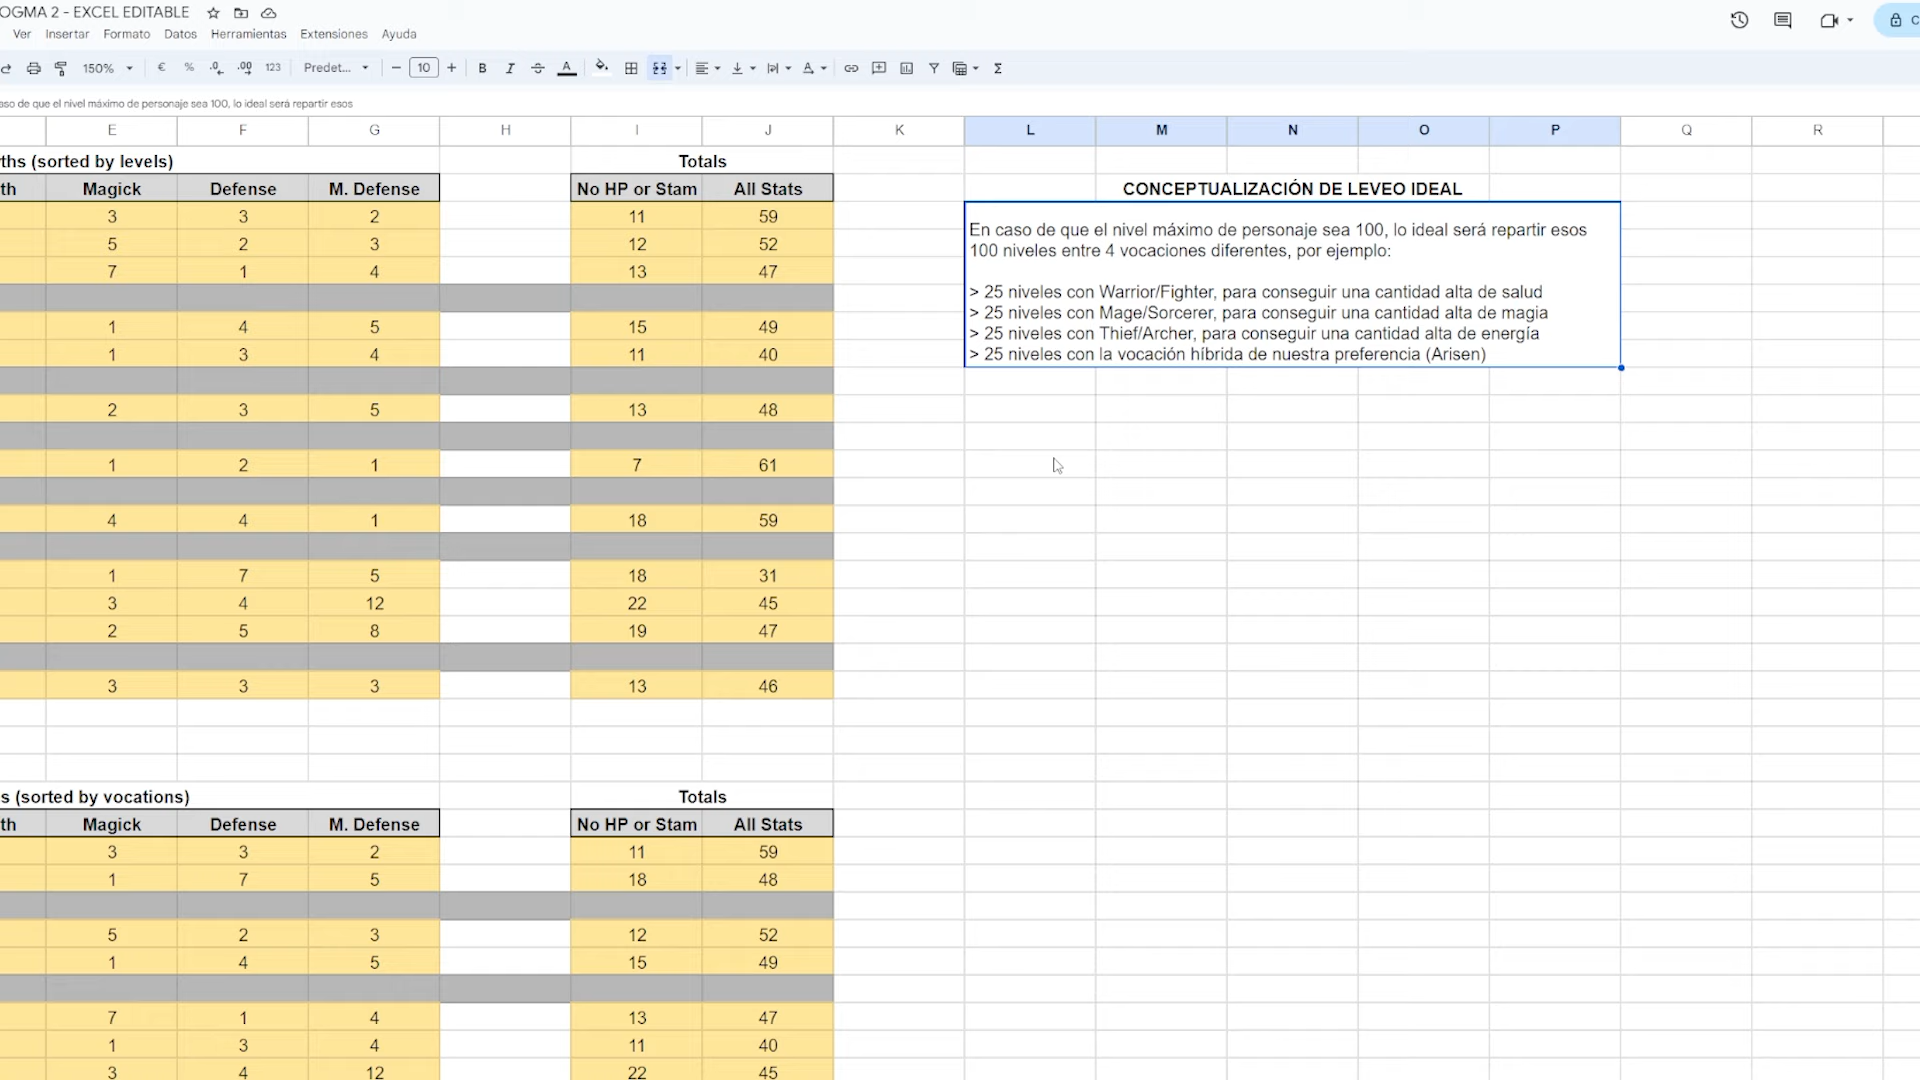 OGMA 2 - EXCEL EDITABLE
Ver Insertar Formato Datos Herramientas Extensiones Ayuda
150% € % .0 .00 123 Predet... − 10 + B I S A Σ
aso de que el nivel máximo de personaje sea 100, lo ideal será repartir esos
E F G H I J K L M N O P Q R
ths (sorted by levels) Totals
th Magick Defense M. Defense No HP or Stam All Stats CONCEPTUALIZACIÓN DE LEVEO IDEAL
3 3 2 11 59
5 2 3 12 52
7 1 4 13 47
En caso de que el nivel máximo de personaje sea 100, lo ideal será repartir esos
100 niveles entre 4 vocaciones diferentes, por ejemplo:
> 25 niveles con Warrior/Fighter, para conseguir una cantidad alta de salud
> 25 niveles con Mage/Sorcerer, para conseguir una cantidad alta de magia
> 25 niveles con Thief/Archer, para conseguir una cantidad alta de energía
> 25 niveles con la vocación híbrida de nuestra preferencia (Arisen)
1 4 5 15 49
1 3 4 11 40
2 3 5 13 48
1 2 1 7 61
4 4 1 18 59
1 7 5 18 31
3 4 12 22 45
2 5 8 19 47
3 3 3 13 46
s (sorted by vocations) Totals
th Magick Defense M. Defense No HP or Stam All Stats
3 3 2 11 59
1 7 5 18 48
5 2 3 12 52
1 4 5 15 49
7 1 4 13 47
1 3 4 11 40
3 4 12 22 45